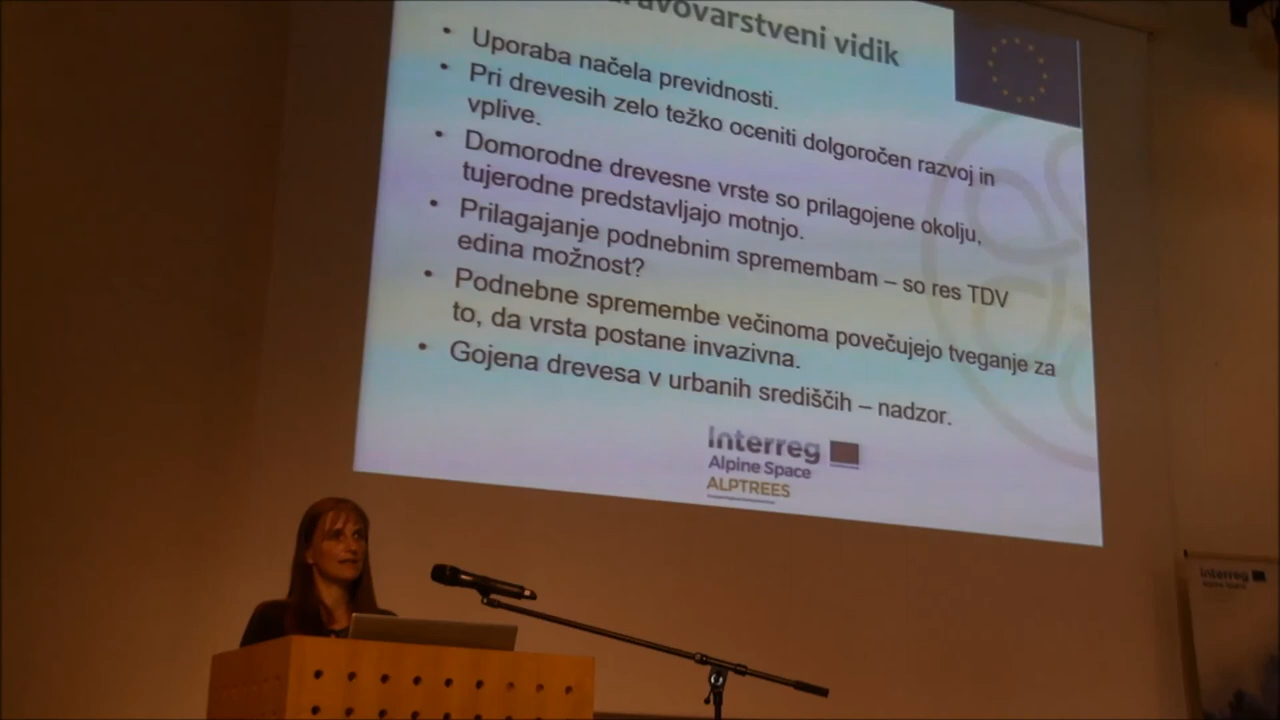 vidik
• Uporaba načela previdnosti.
• Pri drevesih zelo težko oceniti dolgoročen razvoj in
vplive.
• Domorodne drevesne vrste so prilagojene okolju,
tujerodne predstavljajo motnjo.
• Prilagajanje podnebnim spremembam – so res TDV
edina možnost?
• Podnebne spremembe večinoma povečujejo tveganje za
to, da vrsta postane invazivna.
• Gojena drevesa v urbanih središčih – nadzor.
Interreg
Alpine Space
ALPTREES
Interreg
Alpine Space